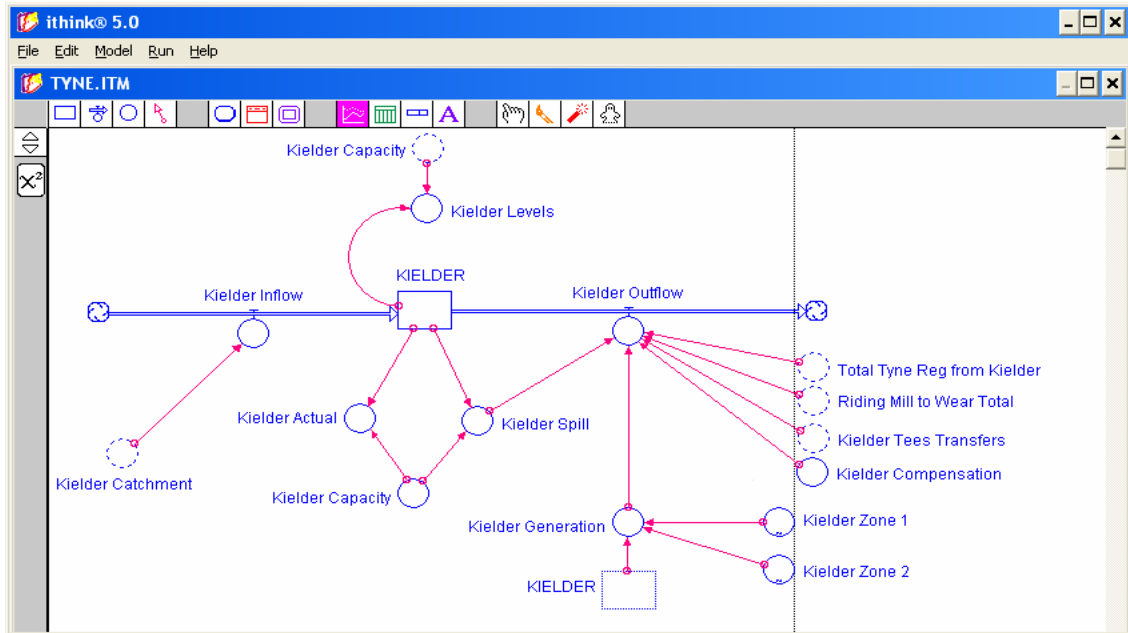 ithink® 5.0
File Edit Model Run Help
TYNE.ITM
A
X²
Kielder Capacity
Kielder Levels
KIELDER
Kielder Inflow
Kielder Outflow
Total Tyne Reg from Kielder
Riding Mill to Wear Total
Kielder Actual
Kielder Spill
Kielder Tees Transfers
Kielder Compensation
Kielder Catchment
Kielder Capacity
Kielder Generation
Kielder Zone 1
Kielder Zone 2
KIELDER